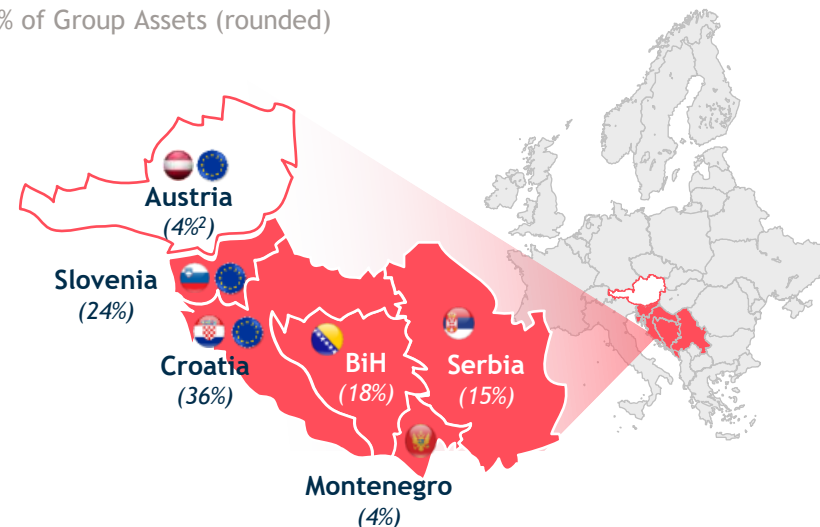 % of Group Assets (rounded)
Austria
(4%²)
Slovenia
(24%)
Croatia
(36%)
BiH
(18%)
Serbia
(15%)
Montenegro
(4%)